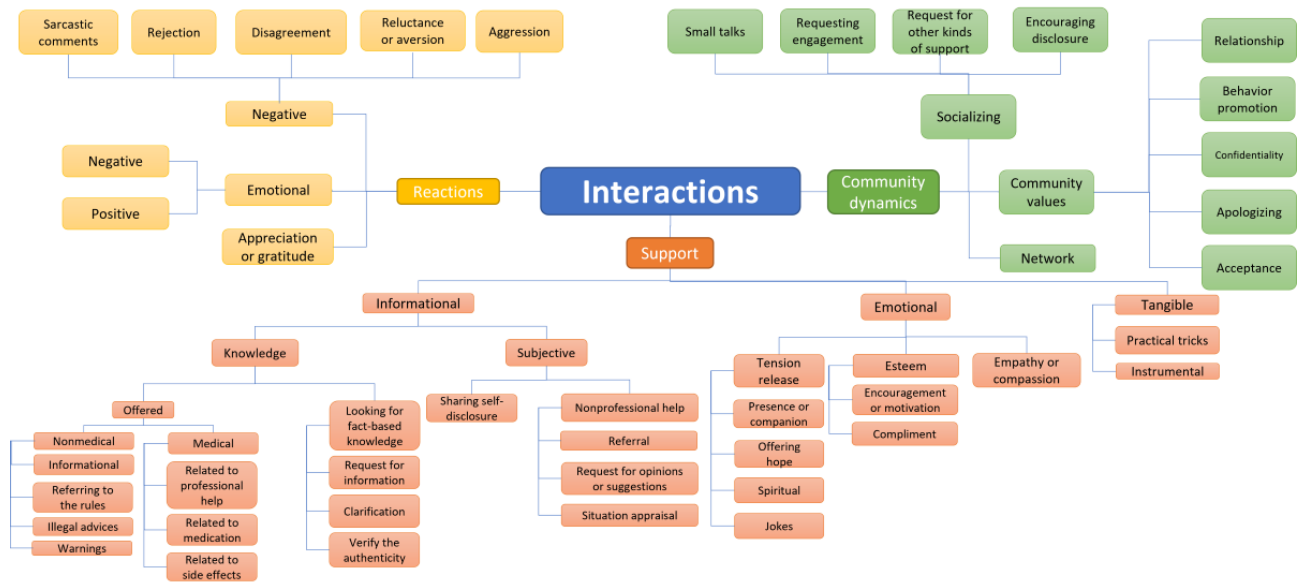 Sarcastic
comments
Rejection
Disagreement
Reluctance
or aversion
Aggression
Negative
Negative
Positive
Emotional
Appreciation
or gratitude
Reactions
Interactions
Community
dynamics
Small talks
Requesting
engagement
Request for
other kinds
of support
Encouraging
disclosure
Socializing
Community
values
Network
Relationship
Behavior
promotion
Confidentiality
Apologizing
Acceptance
Support
Informational
Knowledge
Offered
Nonmedical
Informational
Referring to
the rules
Illegal advices
Warnings
Medical
Related to
professional
help
Related to
medication
Related to
side effects
Looking for
fact-based
knowledge
Request for
information
Clarification
Verify the
authenticity
Subjective
Sharing self-
disclosure
Nonprofessional help
Referral
Request for opinions
or suggestions
Situation appraisal
Emotional
Tension
release
Presence or
companion
Offering
hope
Spiritual
Jokes
Esteem
Encouragement
or motivation
Compliment
Empathy or
compassion
Tangible
Practical tricks
Instrumental